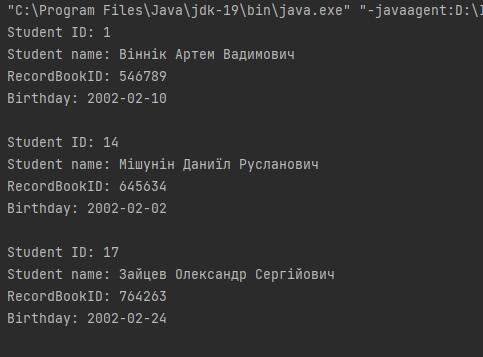 "C:\Program Files\Java\jdk-19\bin\java.exe" "-javaagent:D:\
Student ID: 1
Student name: Віннік Артем Вадимович
RecordBookID: 546789
Birthday: 2002-02-10
Student ID: 14
Student name: Мішунін Даниїл Русланович
RecordBookID: 645634
Birthday: 2002-02-02
Student ID: 17
Student name: Зайцев Олександр Сергійович
RecordBookID: 764263
Birthday: 2002-02-24